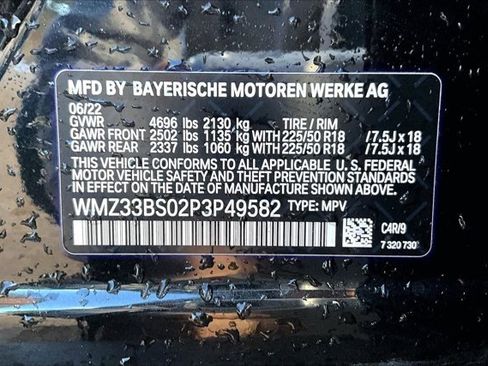 MFD BY BAYERISCHE MOTOREN WERKE AG
06/22
GVWR 4696 lbs 2130 kg TIRE / RIM
GAWR FRONT 2502 lbs 1135 kg WITH 225/50 R18 /7.5J x 18
GAWR REAR 2337 lbs 1060 kg WITH 225/50 R18 /7.5J x 18
THIS VEHICLE CONFORMS TO ALL APPLICABLE U. S. FEDERAL
MOTOR VEHICLE SAFETY, BUMPER, AND THEFT PREVENTION
STANDARDS IN EFFECT ON THE DATE OF MANUFACTURE SHOWN ABOVE.
WMZ33BS02P3P49582 TYPE: MPV
C4R/9
7 320 730